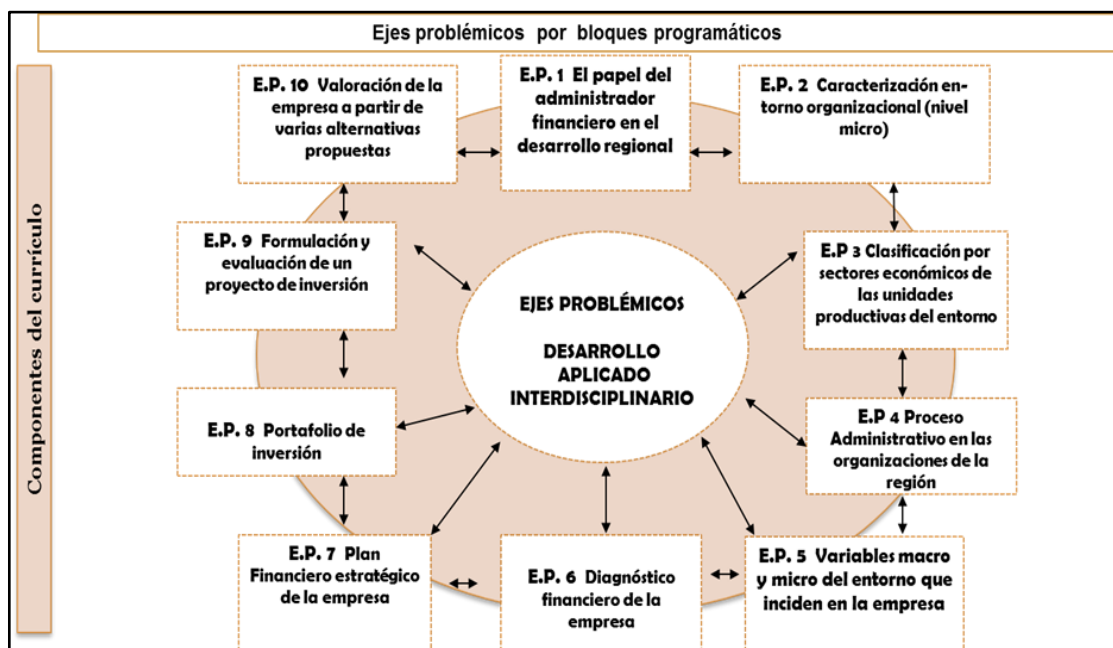 Ejes problémicos por bloques programáticos
Componentes del currículo
E.P. 10 Valoración de la
empresa a partir de
varias alternativas
propuestas
E.P. 1 El papel del
administrador
financiero en el
desarrollo regional
E.P. 2 Caracterización en-
torno organizacional (nivel
micro)
E.P. 9 Formulación y
evaluación de un
proyecto de inversión
EJES PROBLÉMICOS
DESARROLLO
APLICADO
INTERDISCIPLINARIO
E.P 3 Clasificación por
sectores económicos de
las unidades
productivas del entorno
E.P. 8 Portafolio de
inversión
E.P 4 Proceso
Administrativo en las
organizaciones de la
región
E.P. 7 Plan
Financiero estratégico
de la empresa
E.P. 6 Diagnóstico
financiero de la
empresa
E.P. 5 Variables macro
y micro del entorno que
inciden en la empresa